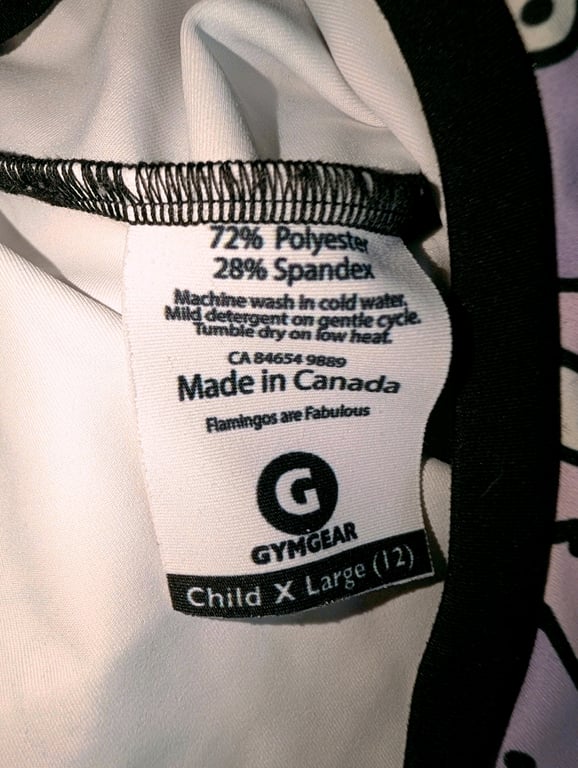 72% Polyester
28% Spandex
Machine wash in cold water.
Mild detergent on gentle cycle.
Tumble dry on low heat.
CA 84654 9889
Made in Canada
Flamingos are Fabulous
G
GYMGEAR
Child X Large (12)